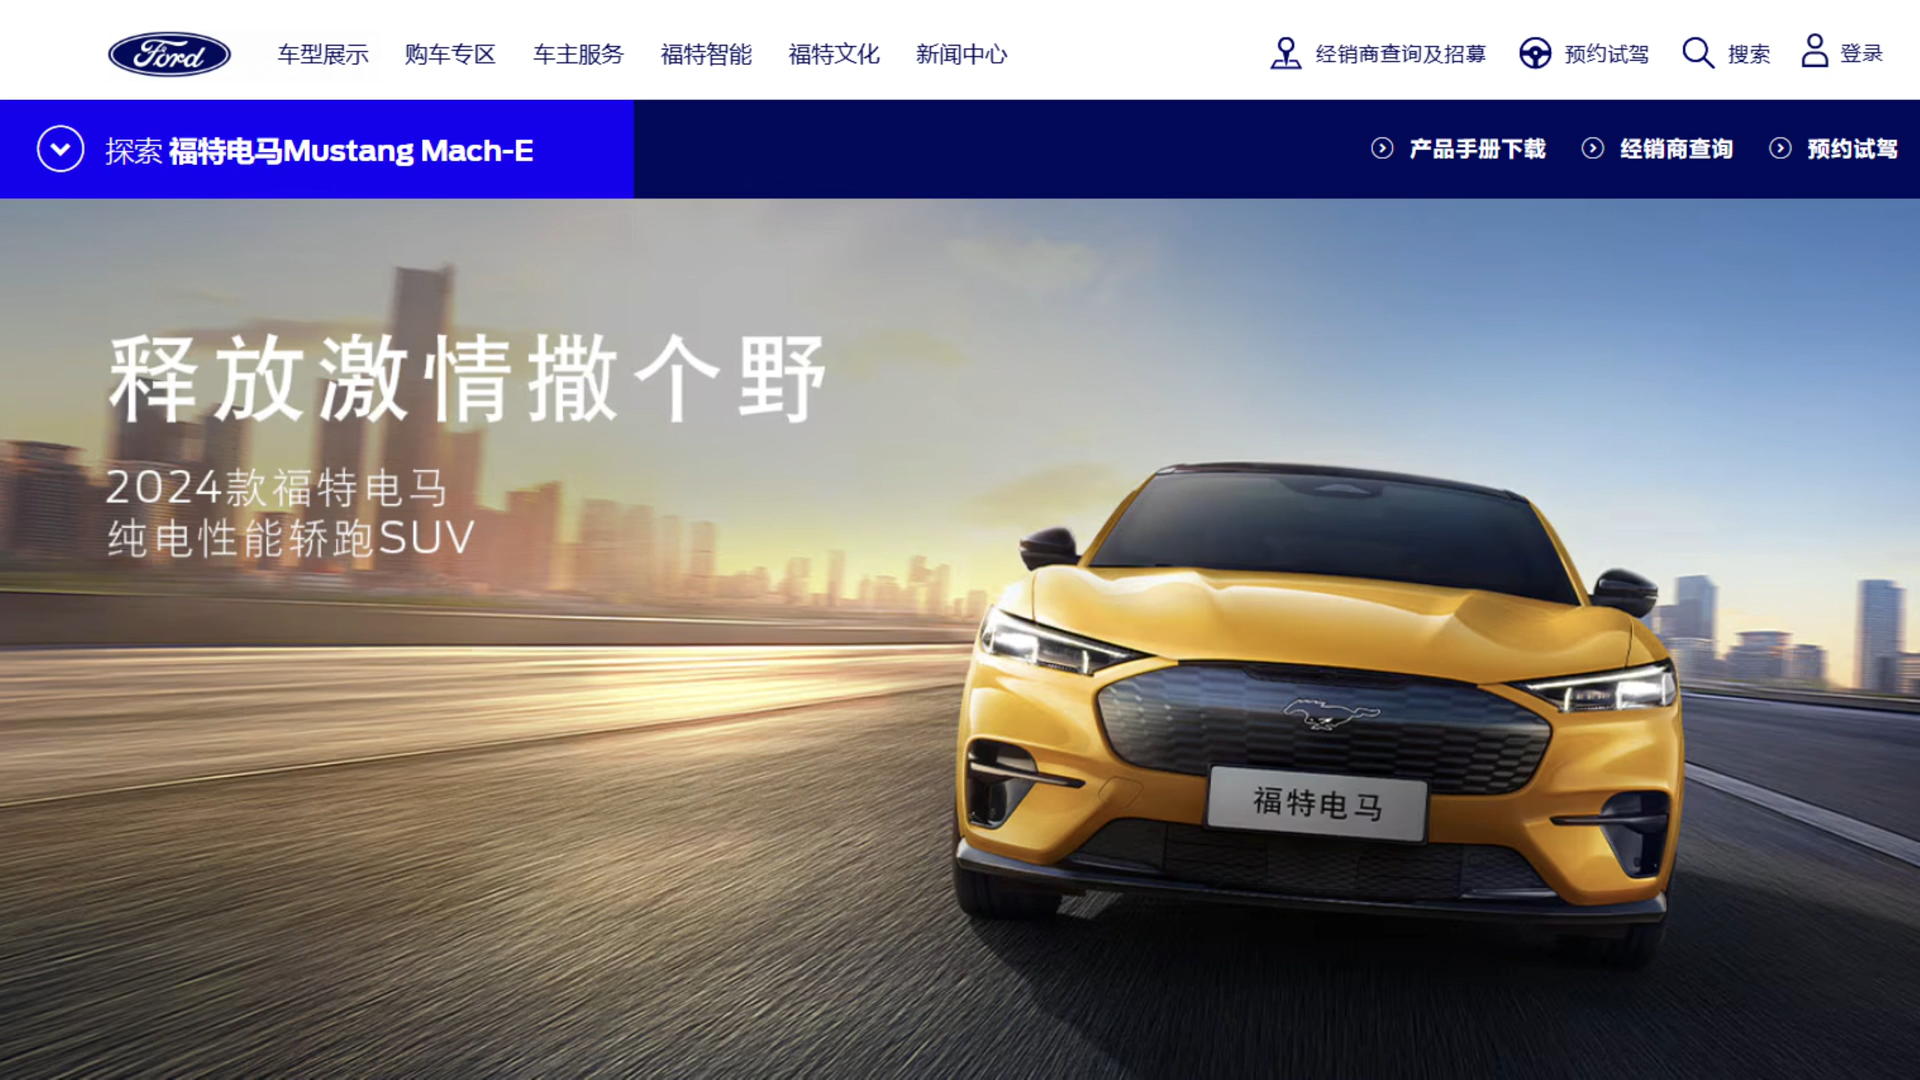 Ford
车型展示 购车专区 车主服务 福特智能 福特文化 新闻中心 经销商查询及招募 预约试驾 搜索 登录
探索 福特电马Mustang Mach-E 产品手册下载 经销商查询 预约试驾
释放激情撒个野
2024款福特电马
纯电性能轿跑SUV
福特电马